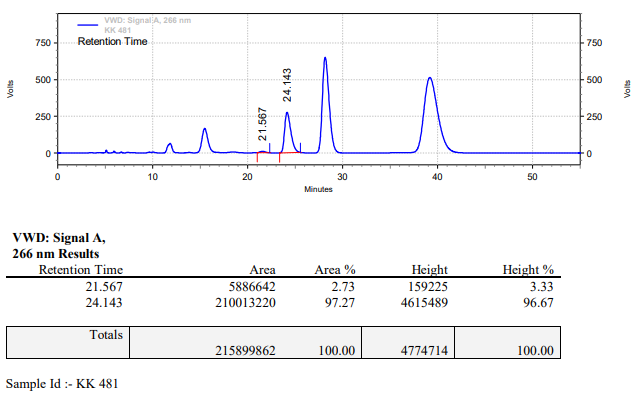 VWD: Signal A, 266 nm
KK 481
Retention Time
750
500
250
0
Volts
21.567
24.143
750
500
250
0
Volts
0
10
20
30
40
50
Minutes
VWD: Signal A,
266 nm Results
Retention Time Area Area % Height Height %
21.567 5886642 2.73 159225 3.33
24.143 210013220 97.27 4615489 96.67
Totals
215899862 100.00 4774714 100.00
Sample Id :- KK 481